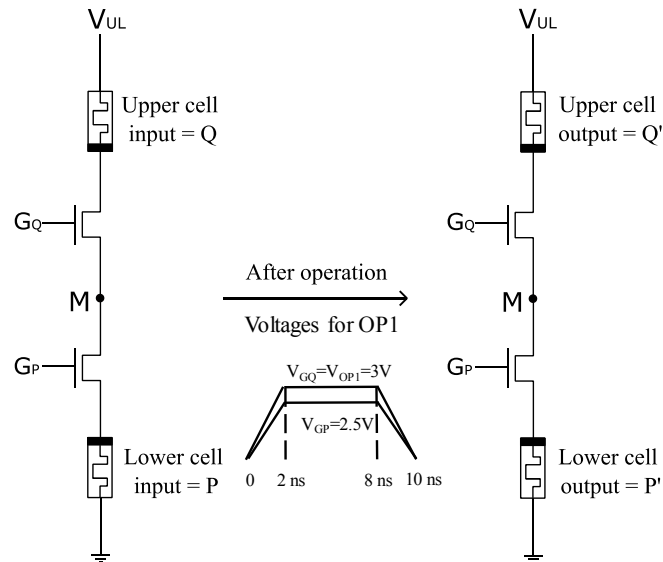 VUL
Upper cell
input = Q
GQ
M
GP
Lower cell
input = P
After operation
Voltages for OP1
VGQ=VOP1=3V
VGP=2.5V
0 2 ns 8 ns 10 ns
VUL
Upper cell
output = Q'
GQ
M
GP
Lower cell
output = P'